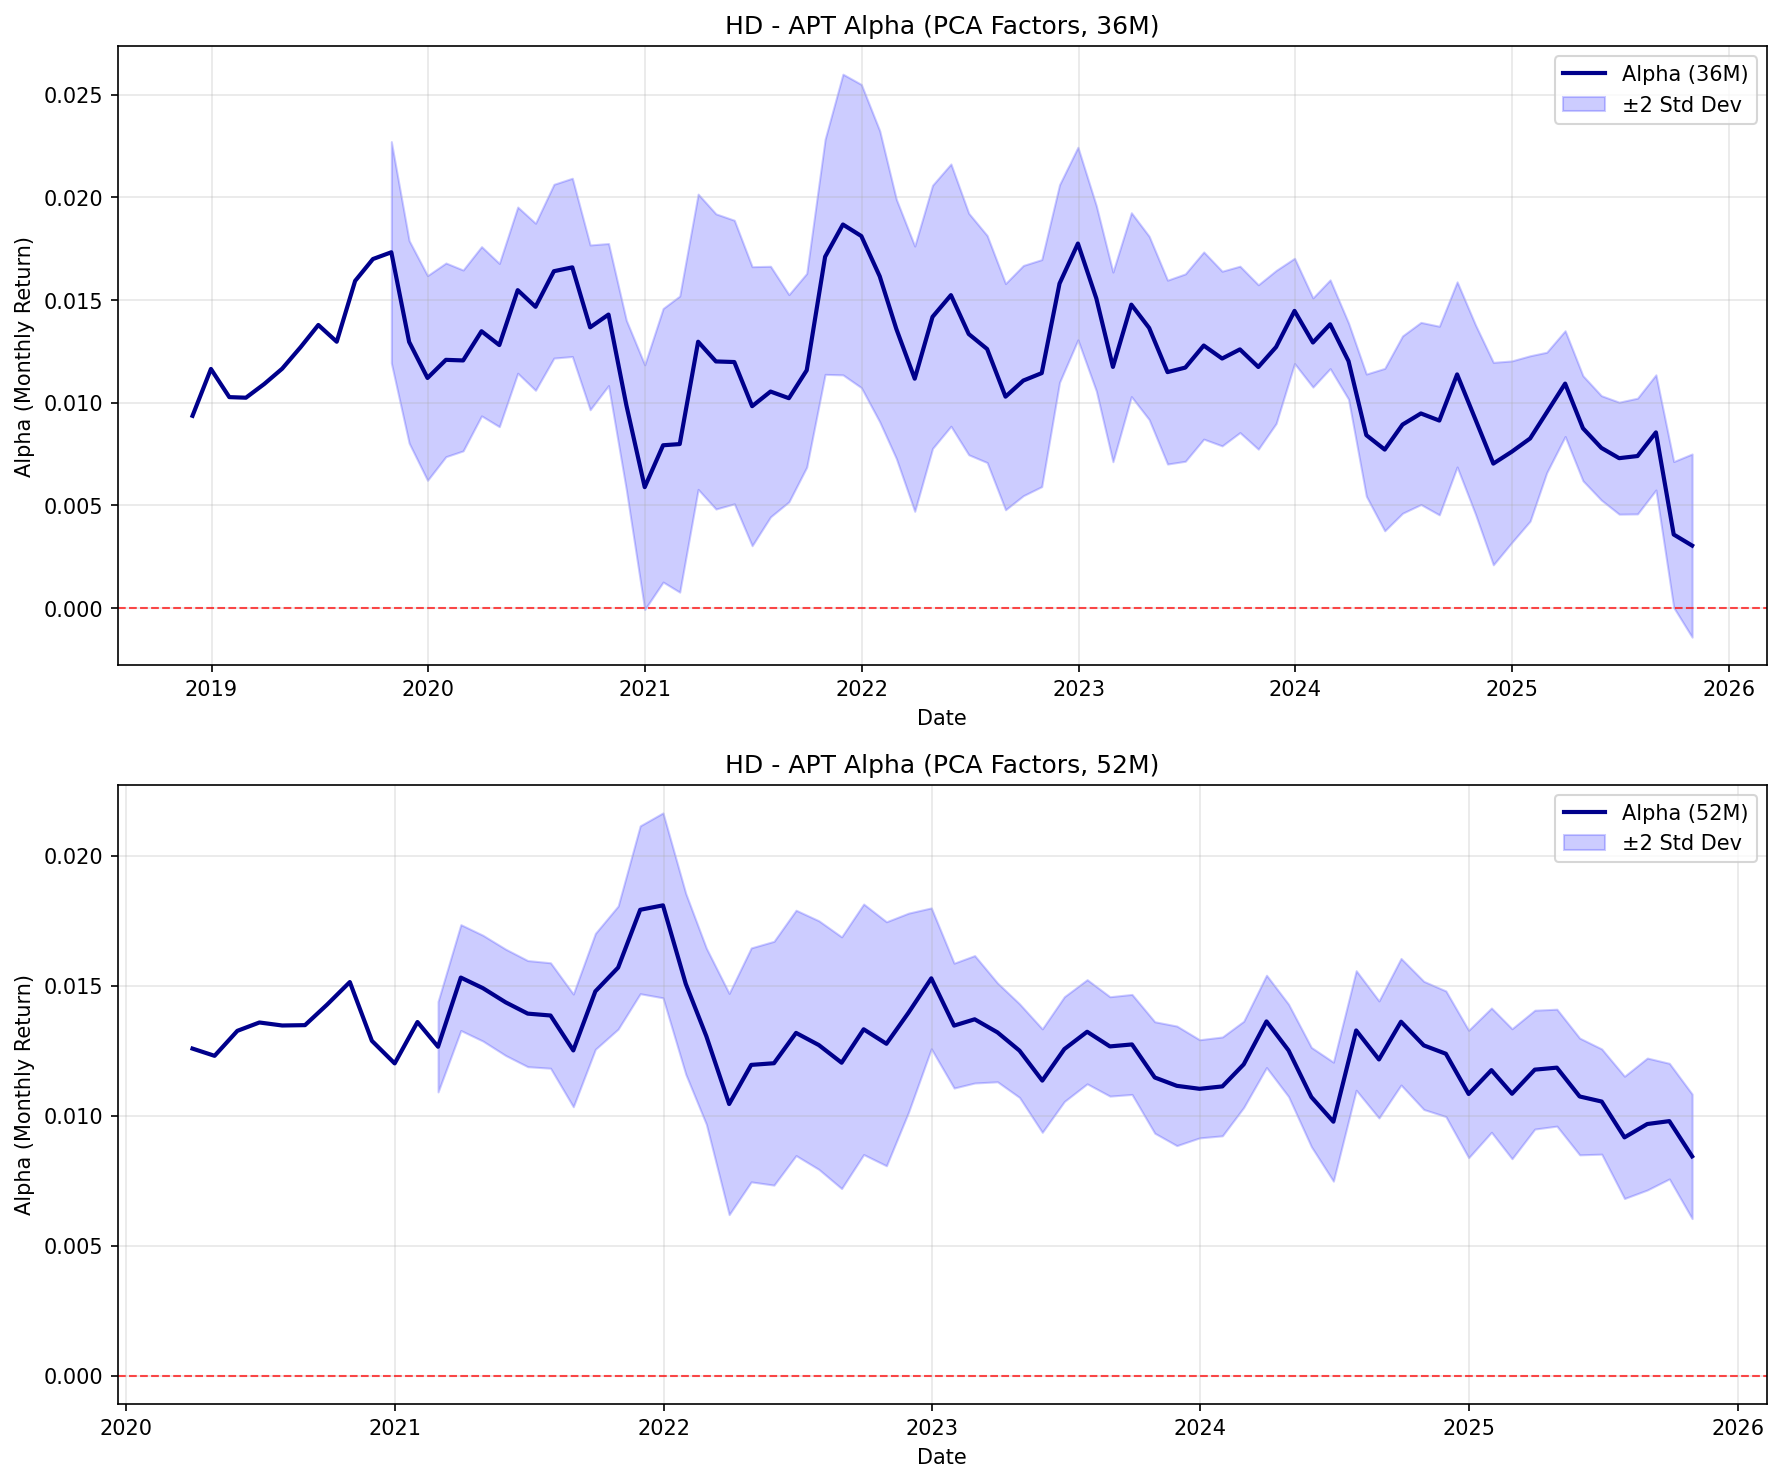 HD - APT Alpha (PCA Factors, 36M)
Alpha (Monthly Return)
0.025
0.020
0.015
0.010
0.005
0.000
Alpha (36M)
±2 Std Dev
2019 2020 2021 2022 2023 2024 2025 2026
Date
HD - APT Alpha (PCA Factors, 52M)
Alpha (Monthly Return)
0.020
0.015
0.010
0.005
0.000
Alpha (52M)
±2 Std Dev
2020 2021 2022 2023 2024 2025 2026
Date